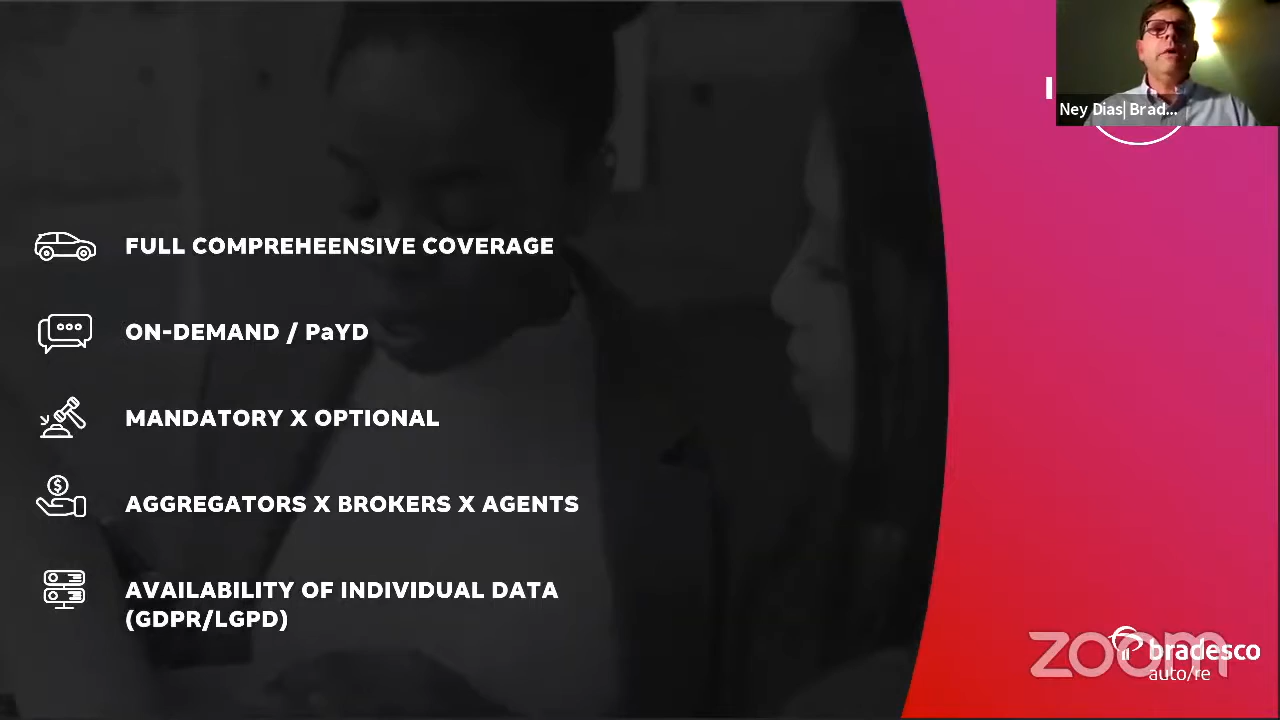 Ney Dias| Brad...
FULL COMPREHEENSIVE COVERAGE
ON-DEMAND / PaYD
MANDATORY X OPTIONAL
AGGREGATORS X BROKERS X AGENTS
AVAILABILITY OF INDIVIDUAL DATA
(GDPR/LGPD)
zoom
bradesco
auto/re